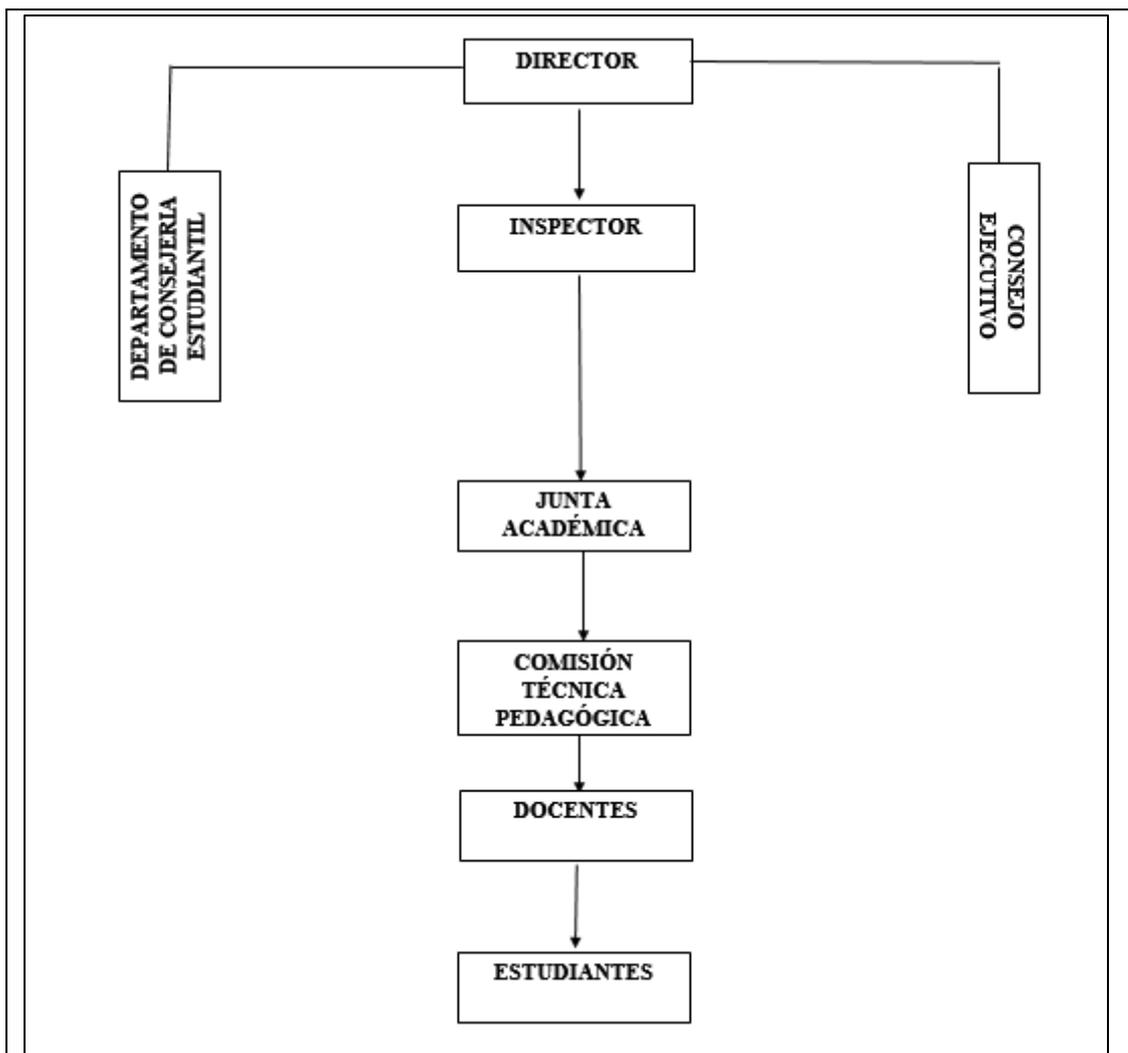 DIRECTOR
INSPECTOR
DEPARTAMENTO
DE CONSEJERIA
ESTUDIANTIL
CONSEJO
EJECUTIVO
JUNTA
ACADÉMICA
COMISIÓN
TÉCNICA
PEDAGÓGICA
DOCENTES
ESTUDIANTES